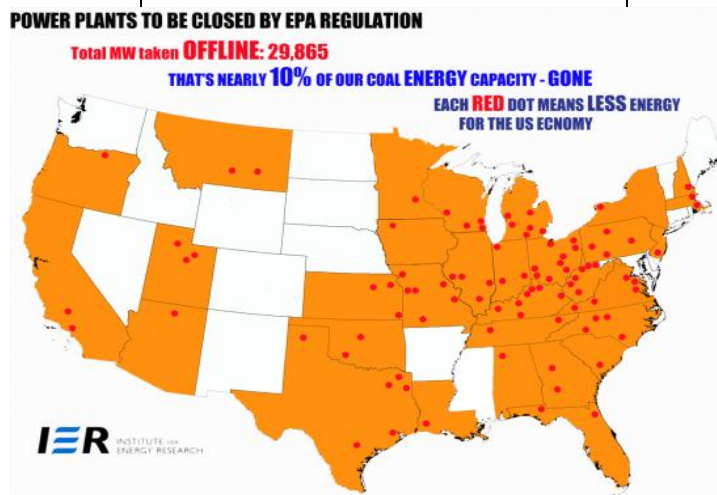 POWER PLANTS TO BE CLOSED BY EPA REGULATION
Total MW taken OFFLINE: 29,865
THAT'S NEARLY 10% OF OUR COAL ENERGY CAPACITY - GONE
EACH RED DOT MEANS LESS ENERGY
FOR THE US ECNOMY
IER INSTITUTE FOR
ENERGY RESEARCH